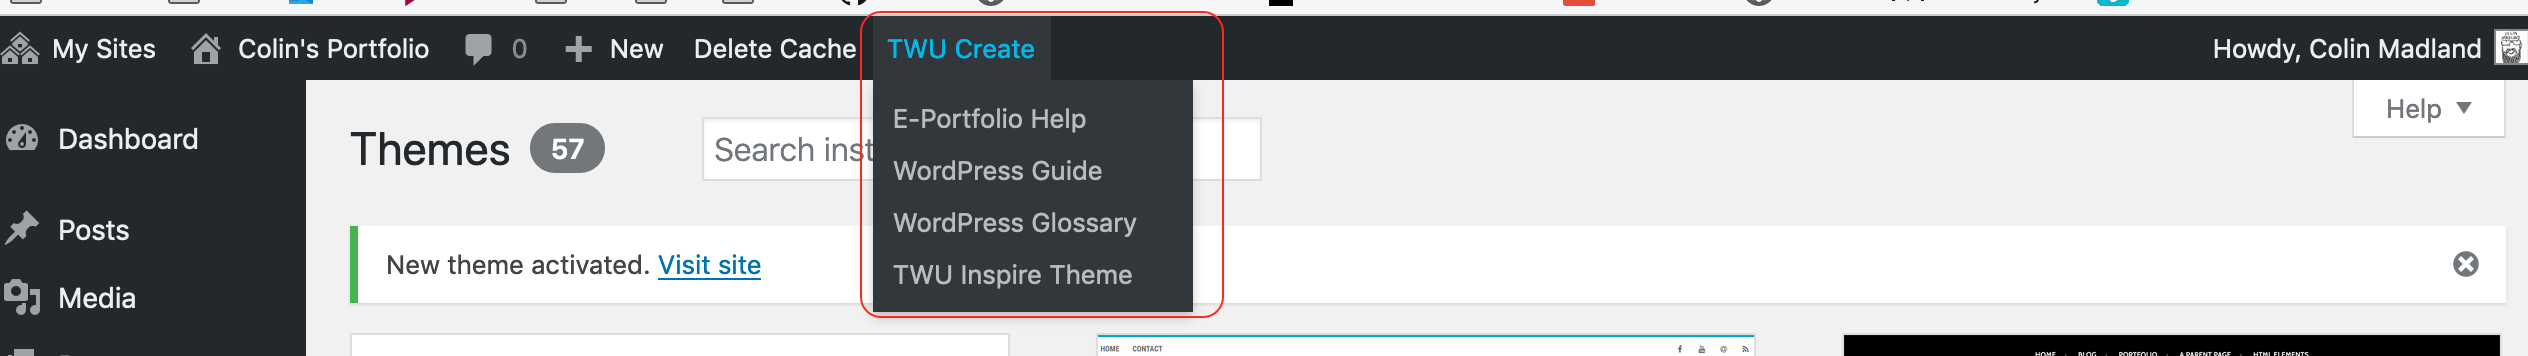 My Sites Colin's Portfolio 0 New Delete Cache TWU Create Howdy, Colin Madland
Help
Dashboard
Posts
Media
Themes 57
Search inst
E-Portfolio Help
WordPress Guide
WordPress Glossary
TWU Inspire Theme
New theme activated. Visit site
HOME CONTACT
HOME BLOG PORTFOLIO A PARENT PAGE HTML ELEMENTS